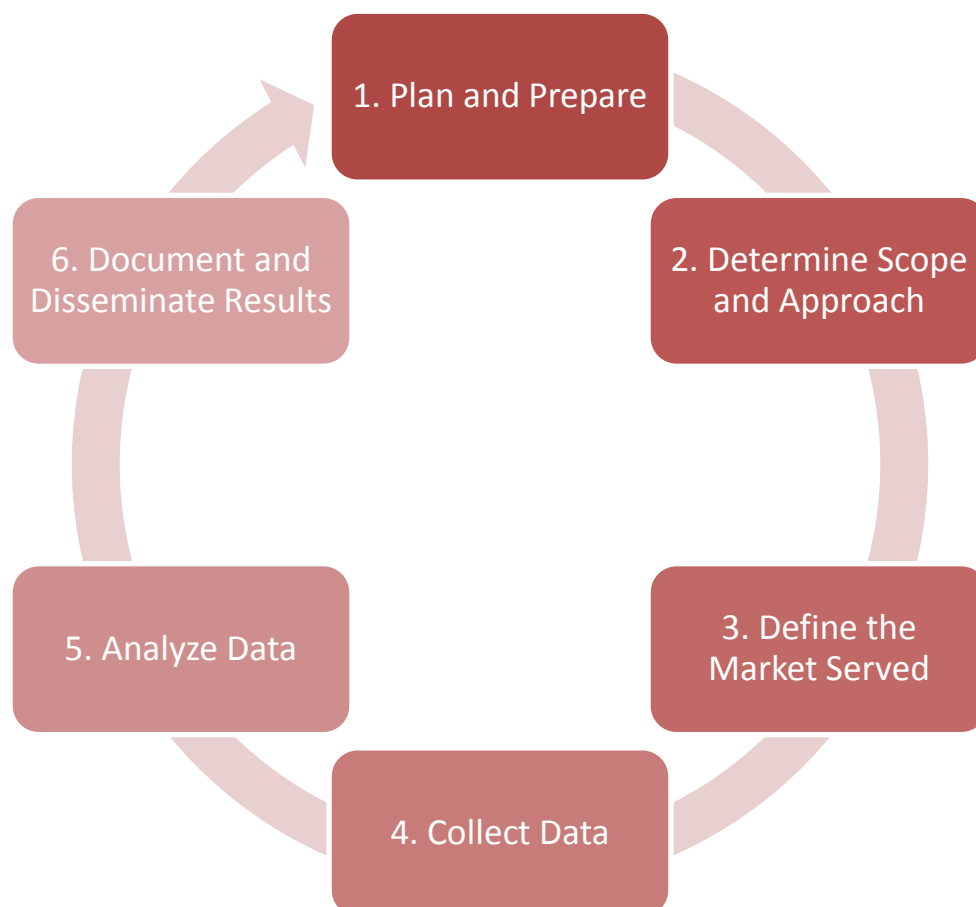 1. Plan and Prepare
2. Determine Scope
and Approach
3. Define the
Market Served
4. Collect Data
5. Analyze Data
6. Document and
Disseminate Results